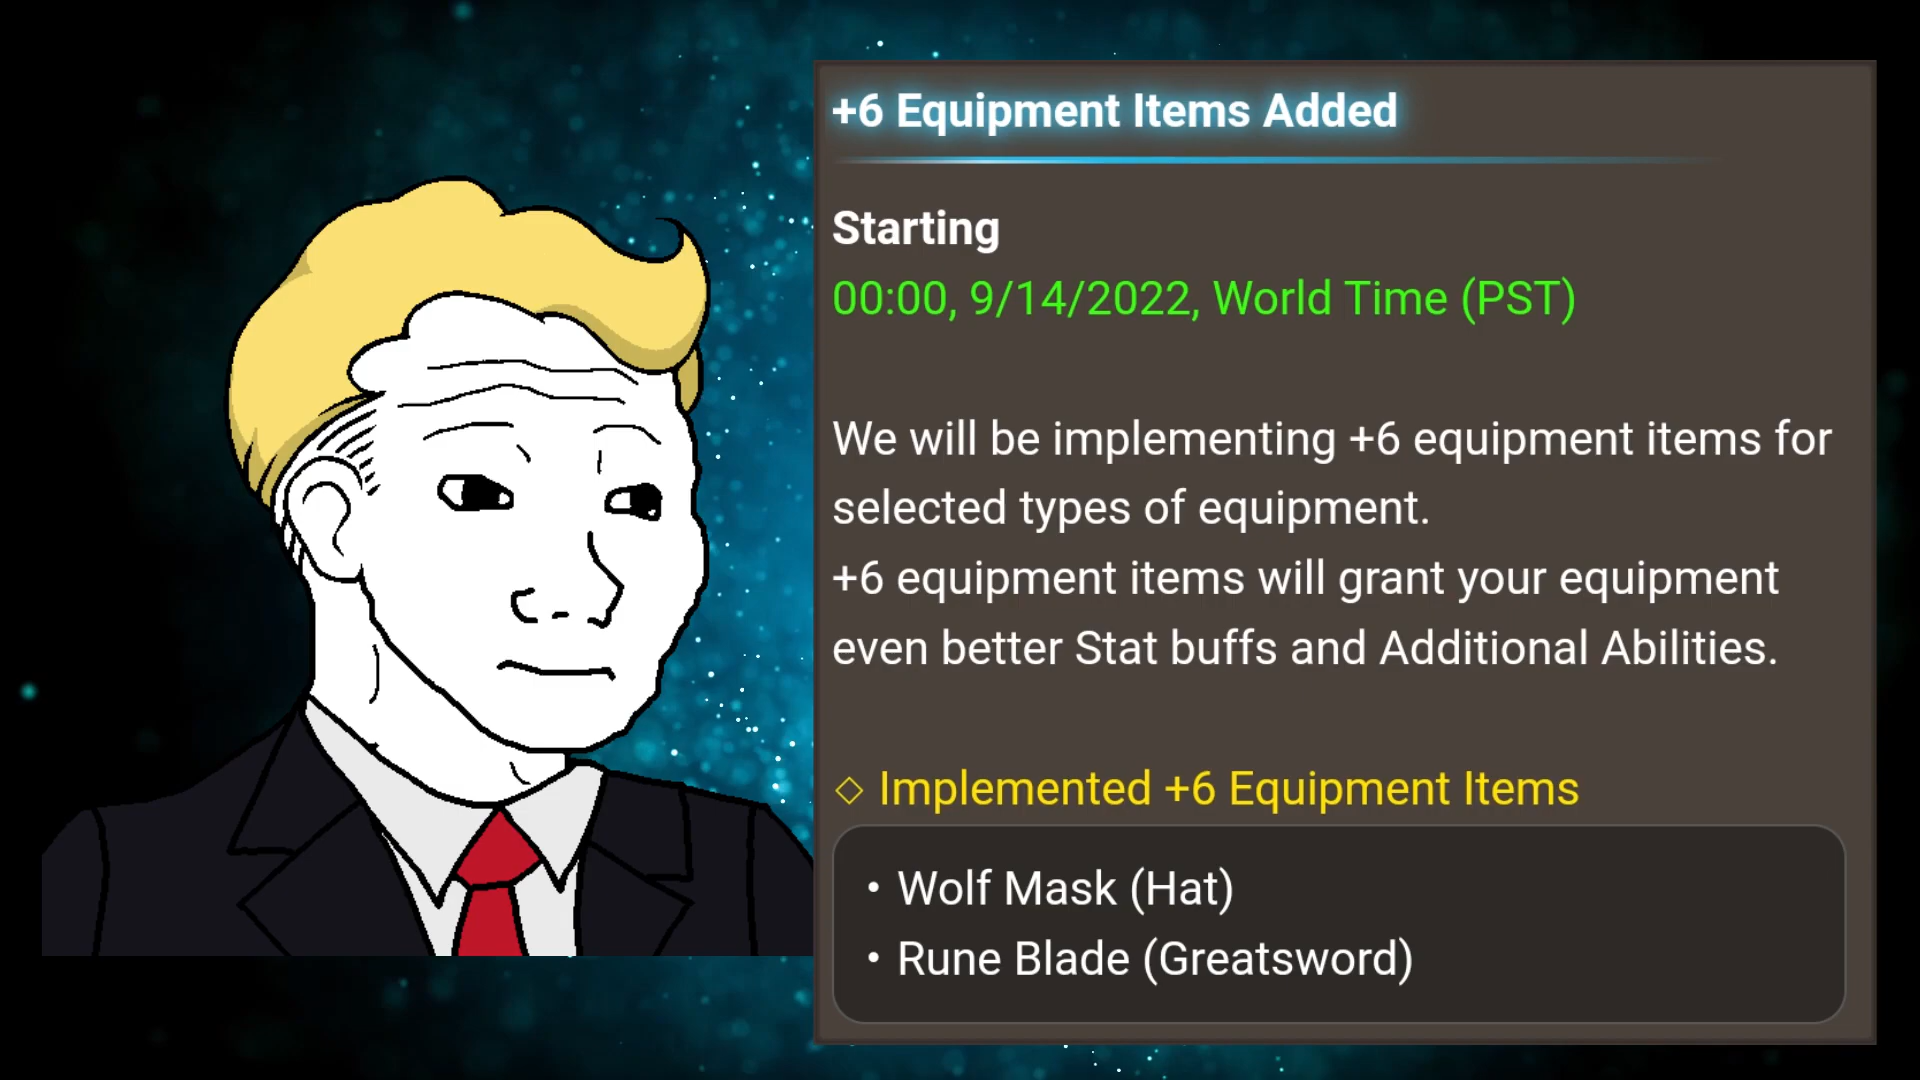 +6 Equipment Items Added
Starting
00:00, 9/14/2022, World Time (PST)
We will be implementing +6 equipment items for
selected types of equipment.
+6 equipment items will grant your equipment
even better Stat buffs and Additional Abilities.
◇ Implemented +6 Equipment Items
• Wolf Mask (Hat)
• Rune Blade (Greatsword)